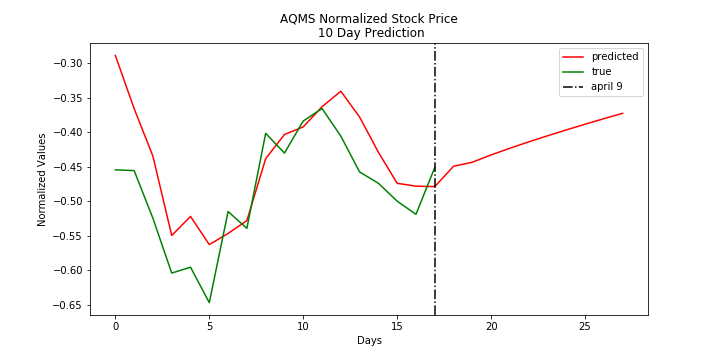 AQMS Normalized Stock Price
10 Day Prediction
predicted
true
april 9
Normalized Values
−0.30
−0.35
−0.40
−0.45
−0.50
−0.55
−0.60
−0.65
0
5
10
15
20
25
Days